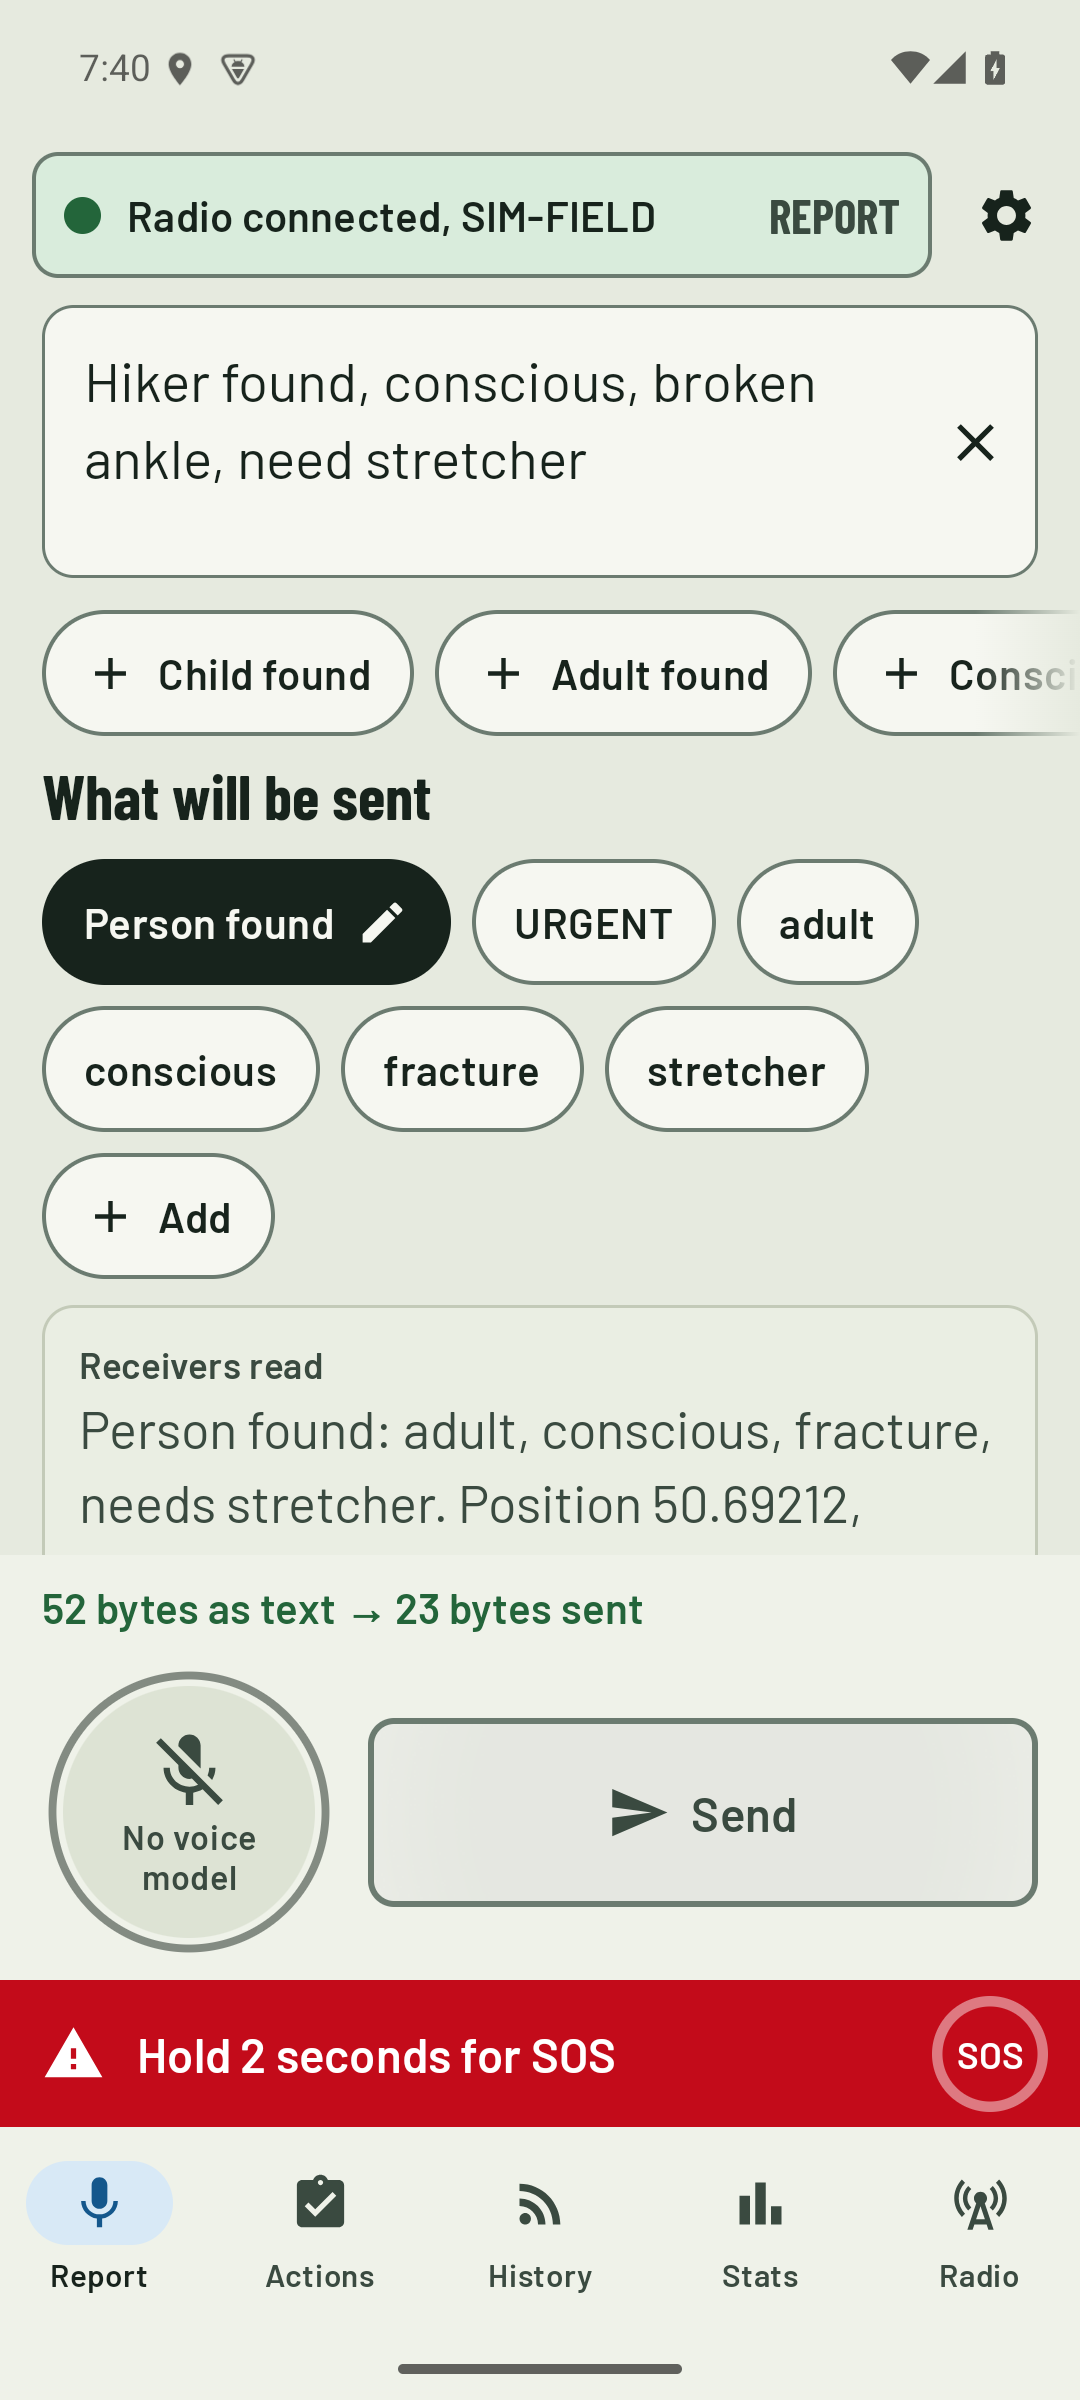 7:40
Radio connected, SIM-FIELD REPORT
Hiker found, conscious, broken
ankle, need stretcher
Child found
Adult found
What will be sent
Person found
URGENT
adult
conscious
fracture
stretcher
Add
Receivers read
Person found: adult, conscious, fracture,
needs stretcher. Position 50.69212,
52 bytes as text → 23 bytes sent
No voice
model
Send
Hold 2 seconds for SOS
SOS
Report
Actions
History
Stats
Radio